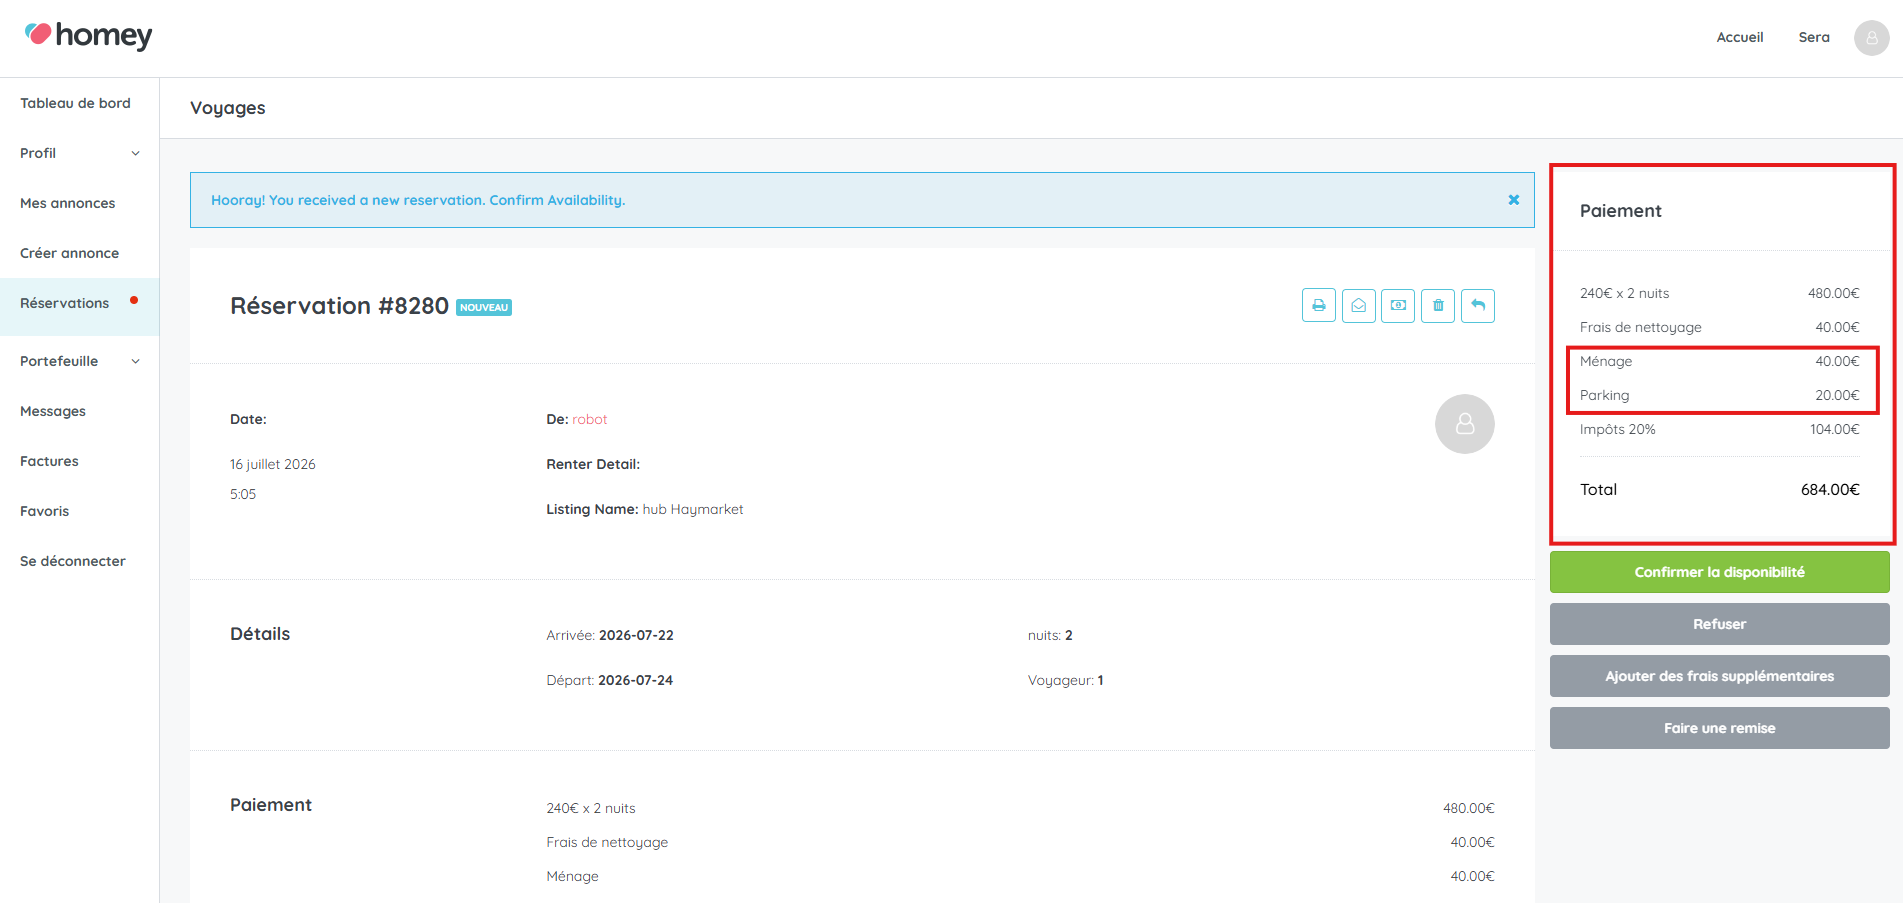 homey
Accueil
Sera
Tableau de bord
Profil
Mes annonces
Créer annonce
Réservations
Portefeuille
Messages
Factures
Favoris
Se déconnecter
Voyages
Hooray! You received a new reservation. Confirm Availability.
Réservation #8280 NOUVEAU
Date:
16 juillet 2026
5:05
De: robot
Renter Detail:
Listing Name: hub Haymarket
Détails
Arrivée: 2026-07-22
nuits: 2
Départ: 2026-07-24
Voyageur: 1
Paiement
240€ x 2 nuits 480.00€
Frais de nettoyage 40.00€
Ménage 40.00€
Paiement
240€ x 2 nuits 480.00€
Frais de nettoyage 40.00€
Ménage 40.00€
Parking 20.00€
Impôts 20% 104.00€
Total 684.00€
Confirmer la disponibilité
Refuser
Ajouter des frais supplémentaires
Faire une remise